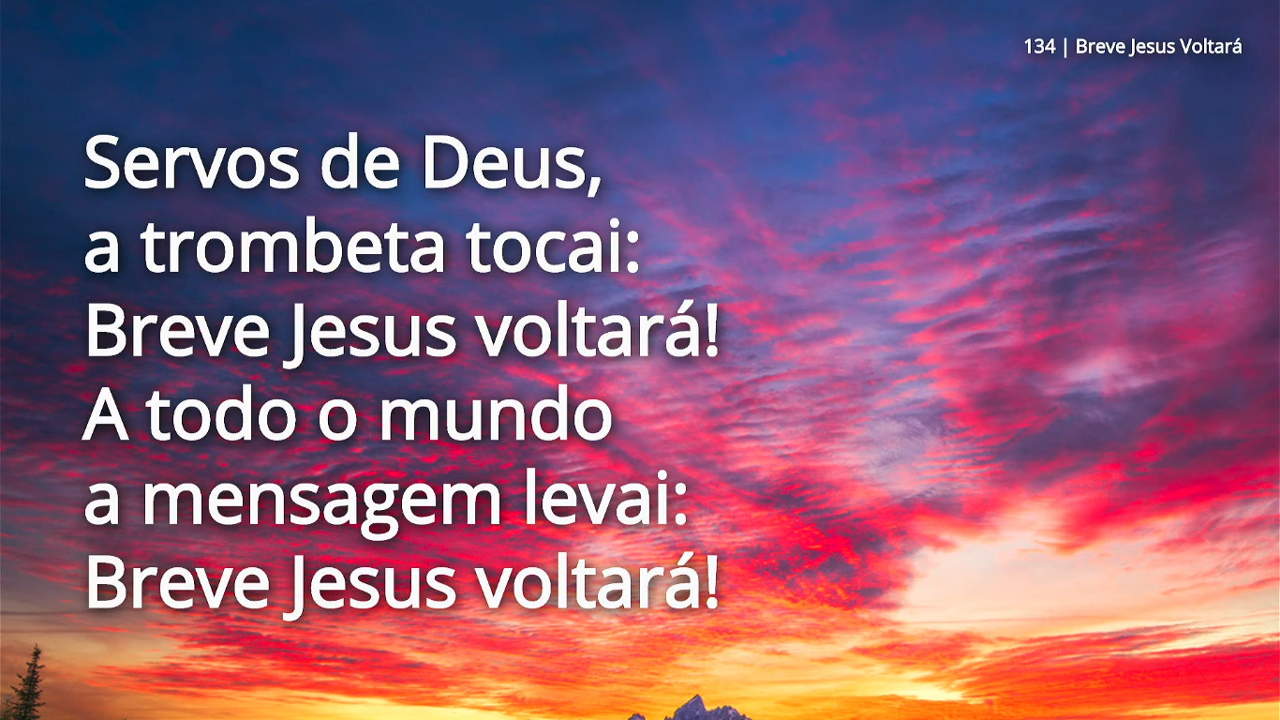 134 | Breve Jesus Voltará
Servos de Deus,
a trombeta tocai:
Breve Jesus voltará!
A todo o mundo
a mensagem levai:
Breve Jesus voltará!